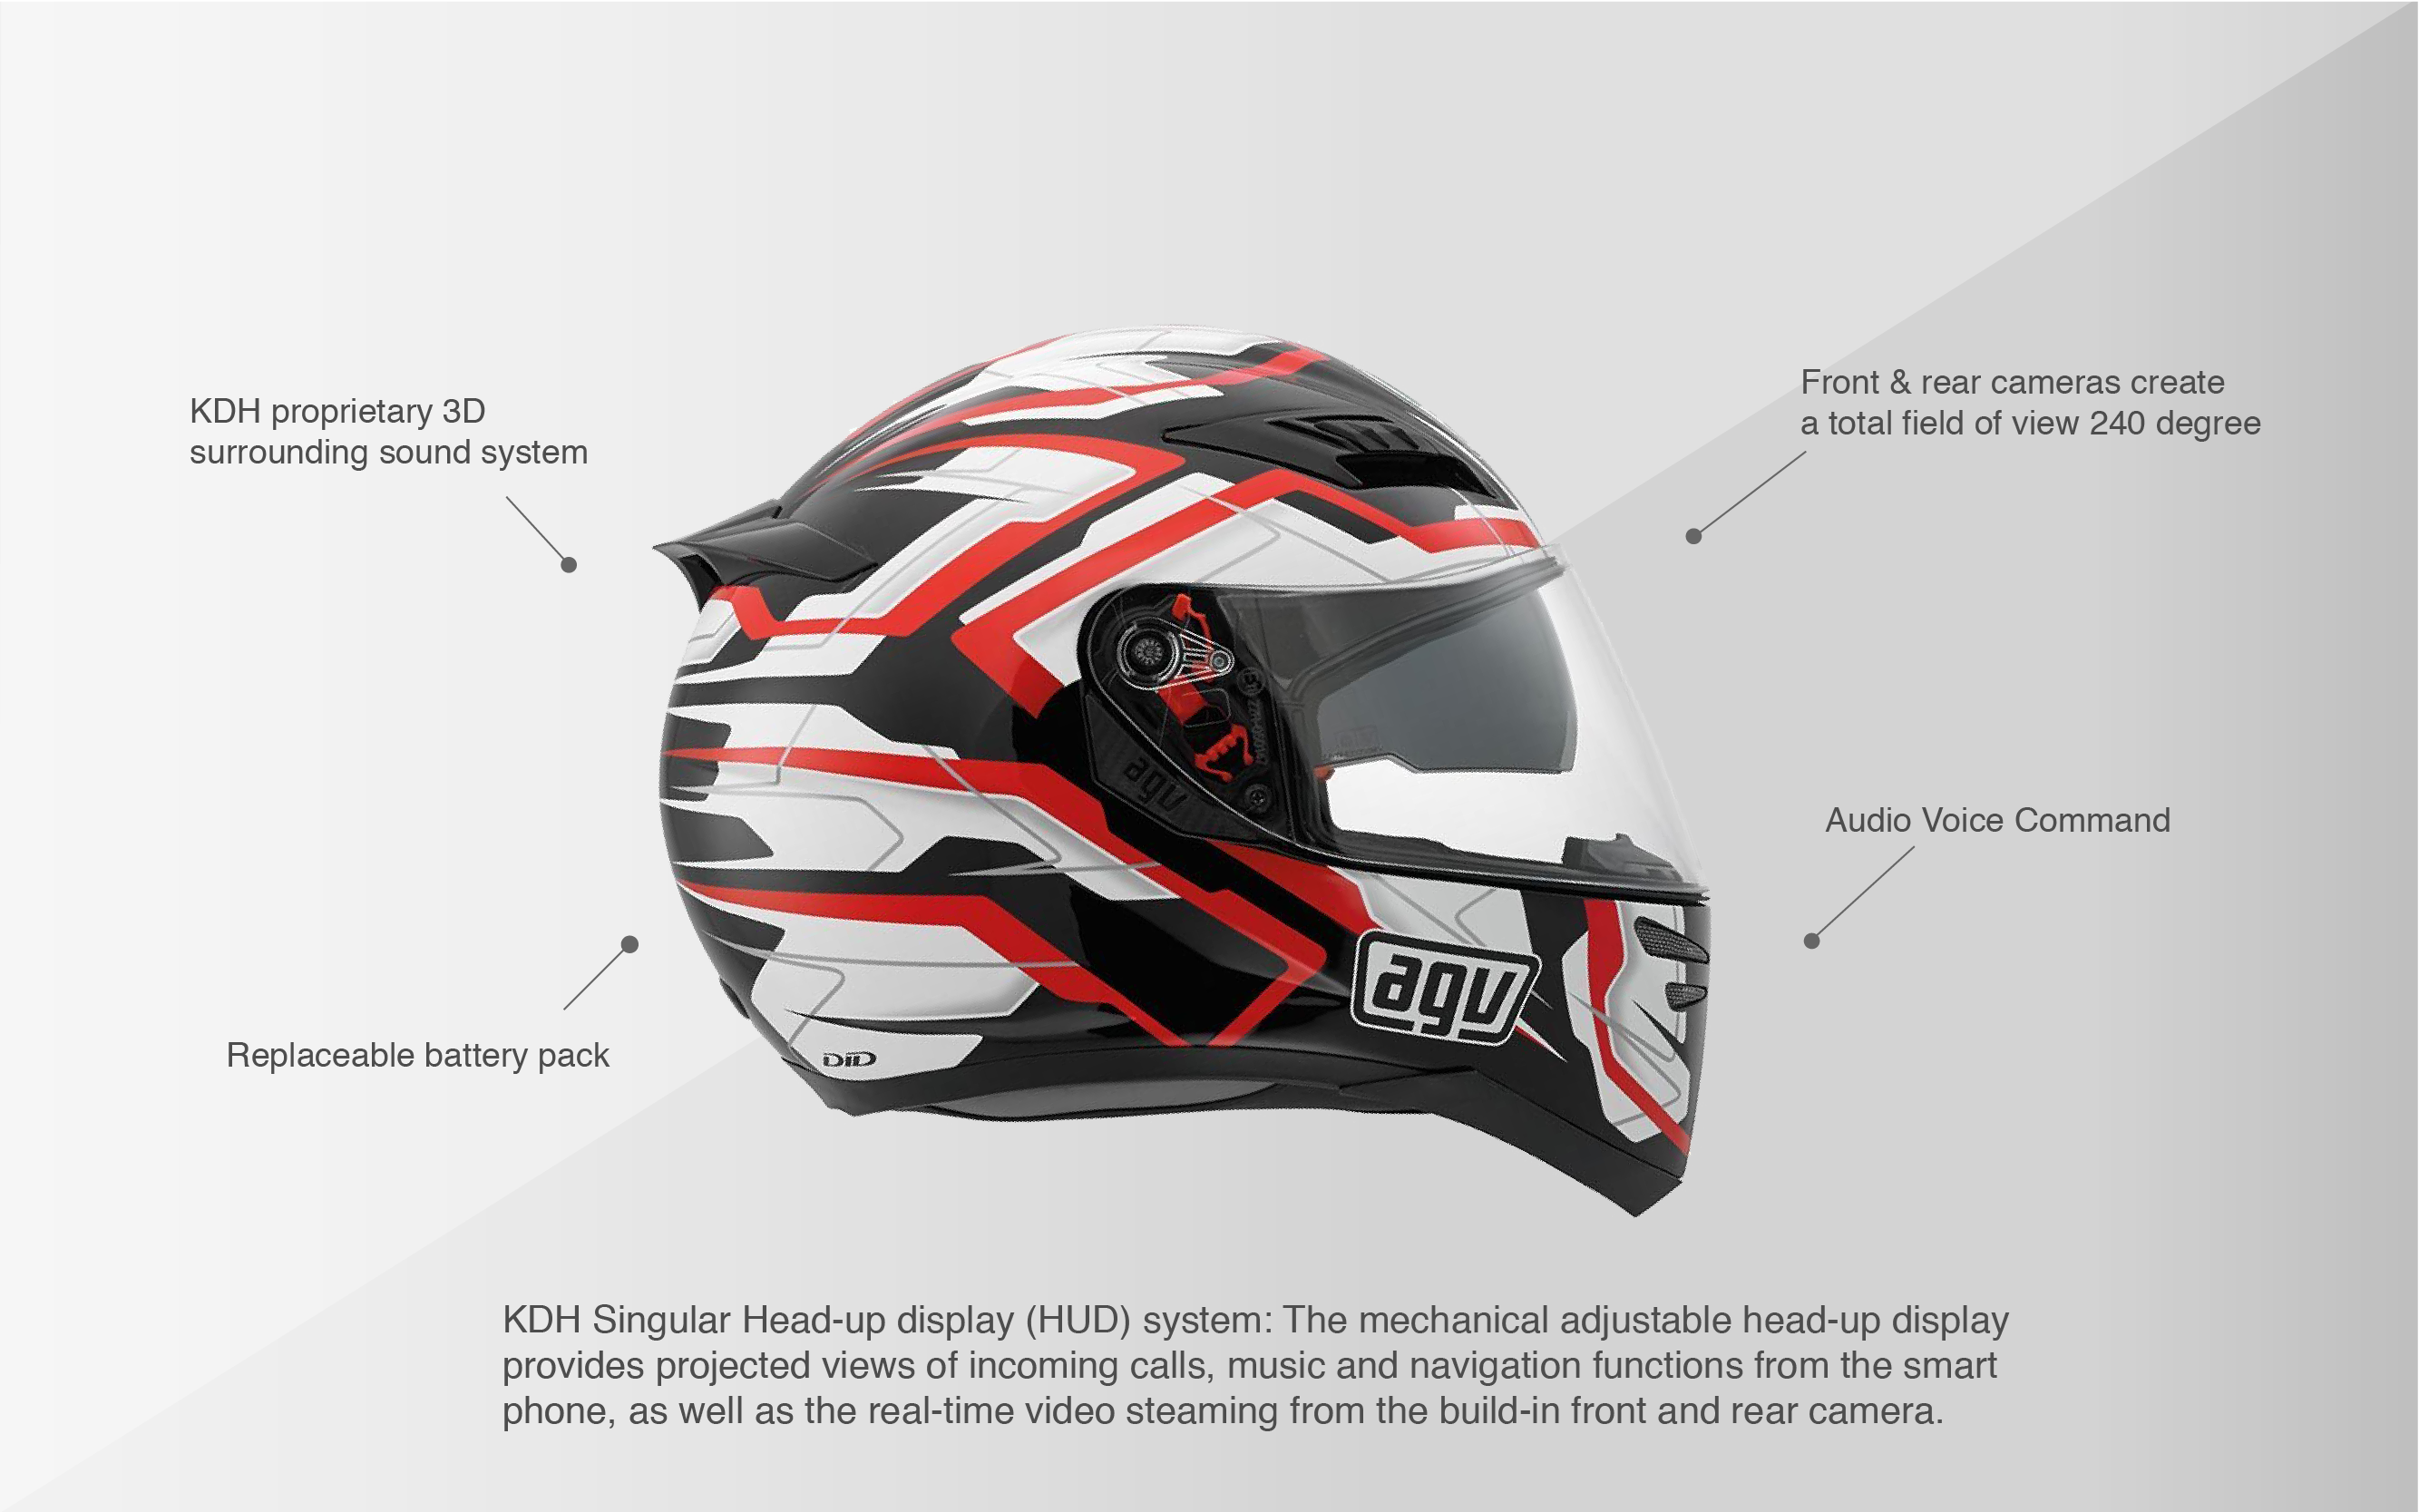 KDH proprietary 3D
surrounding sound system
Front & rear cameras create
a total field of view 240 degree
agv
Audio Voice Command
agv
Replaceable battery pack
DID
KDH Singular Head-up display (HUD) system: The mechanical adjustable head-up display
provides projected views of incoming calls, music and navigation functions from the smart
phone, as well as the real-time video steaming from the build-in front and rear camera.